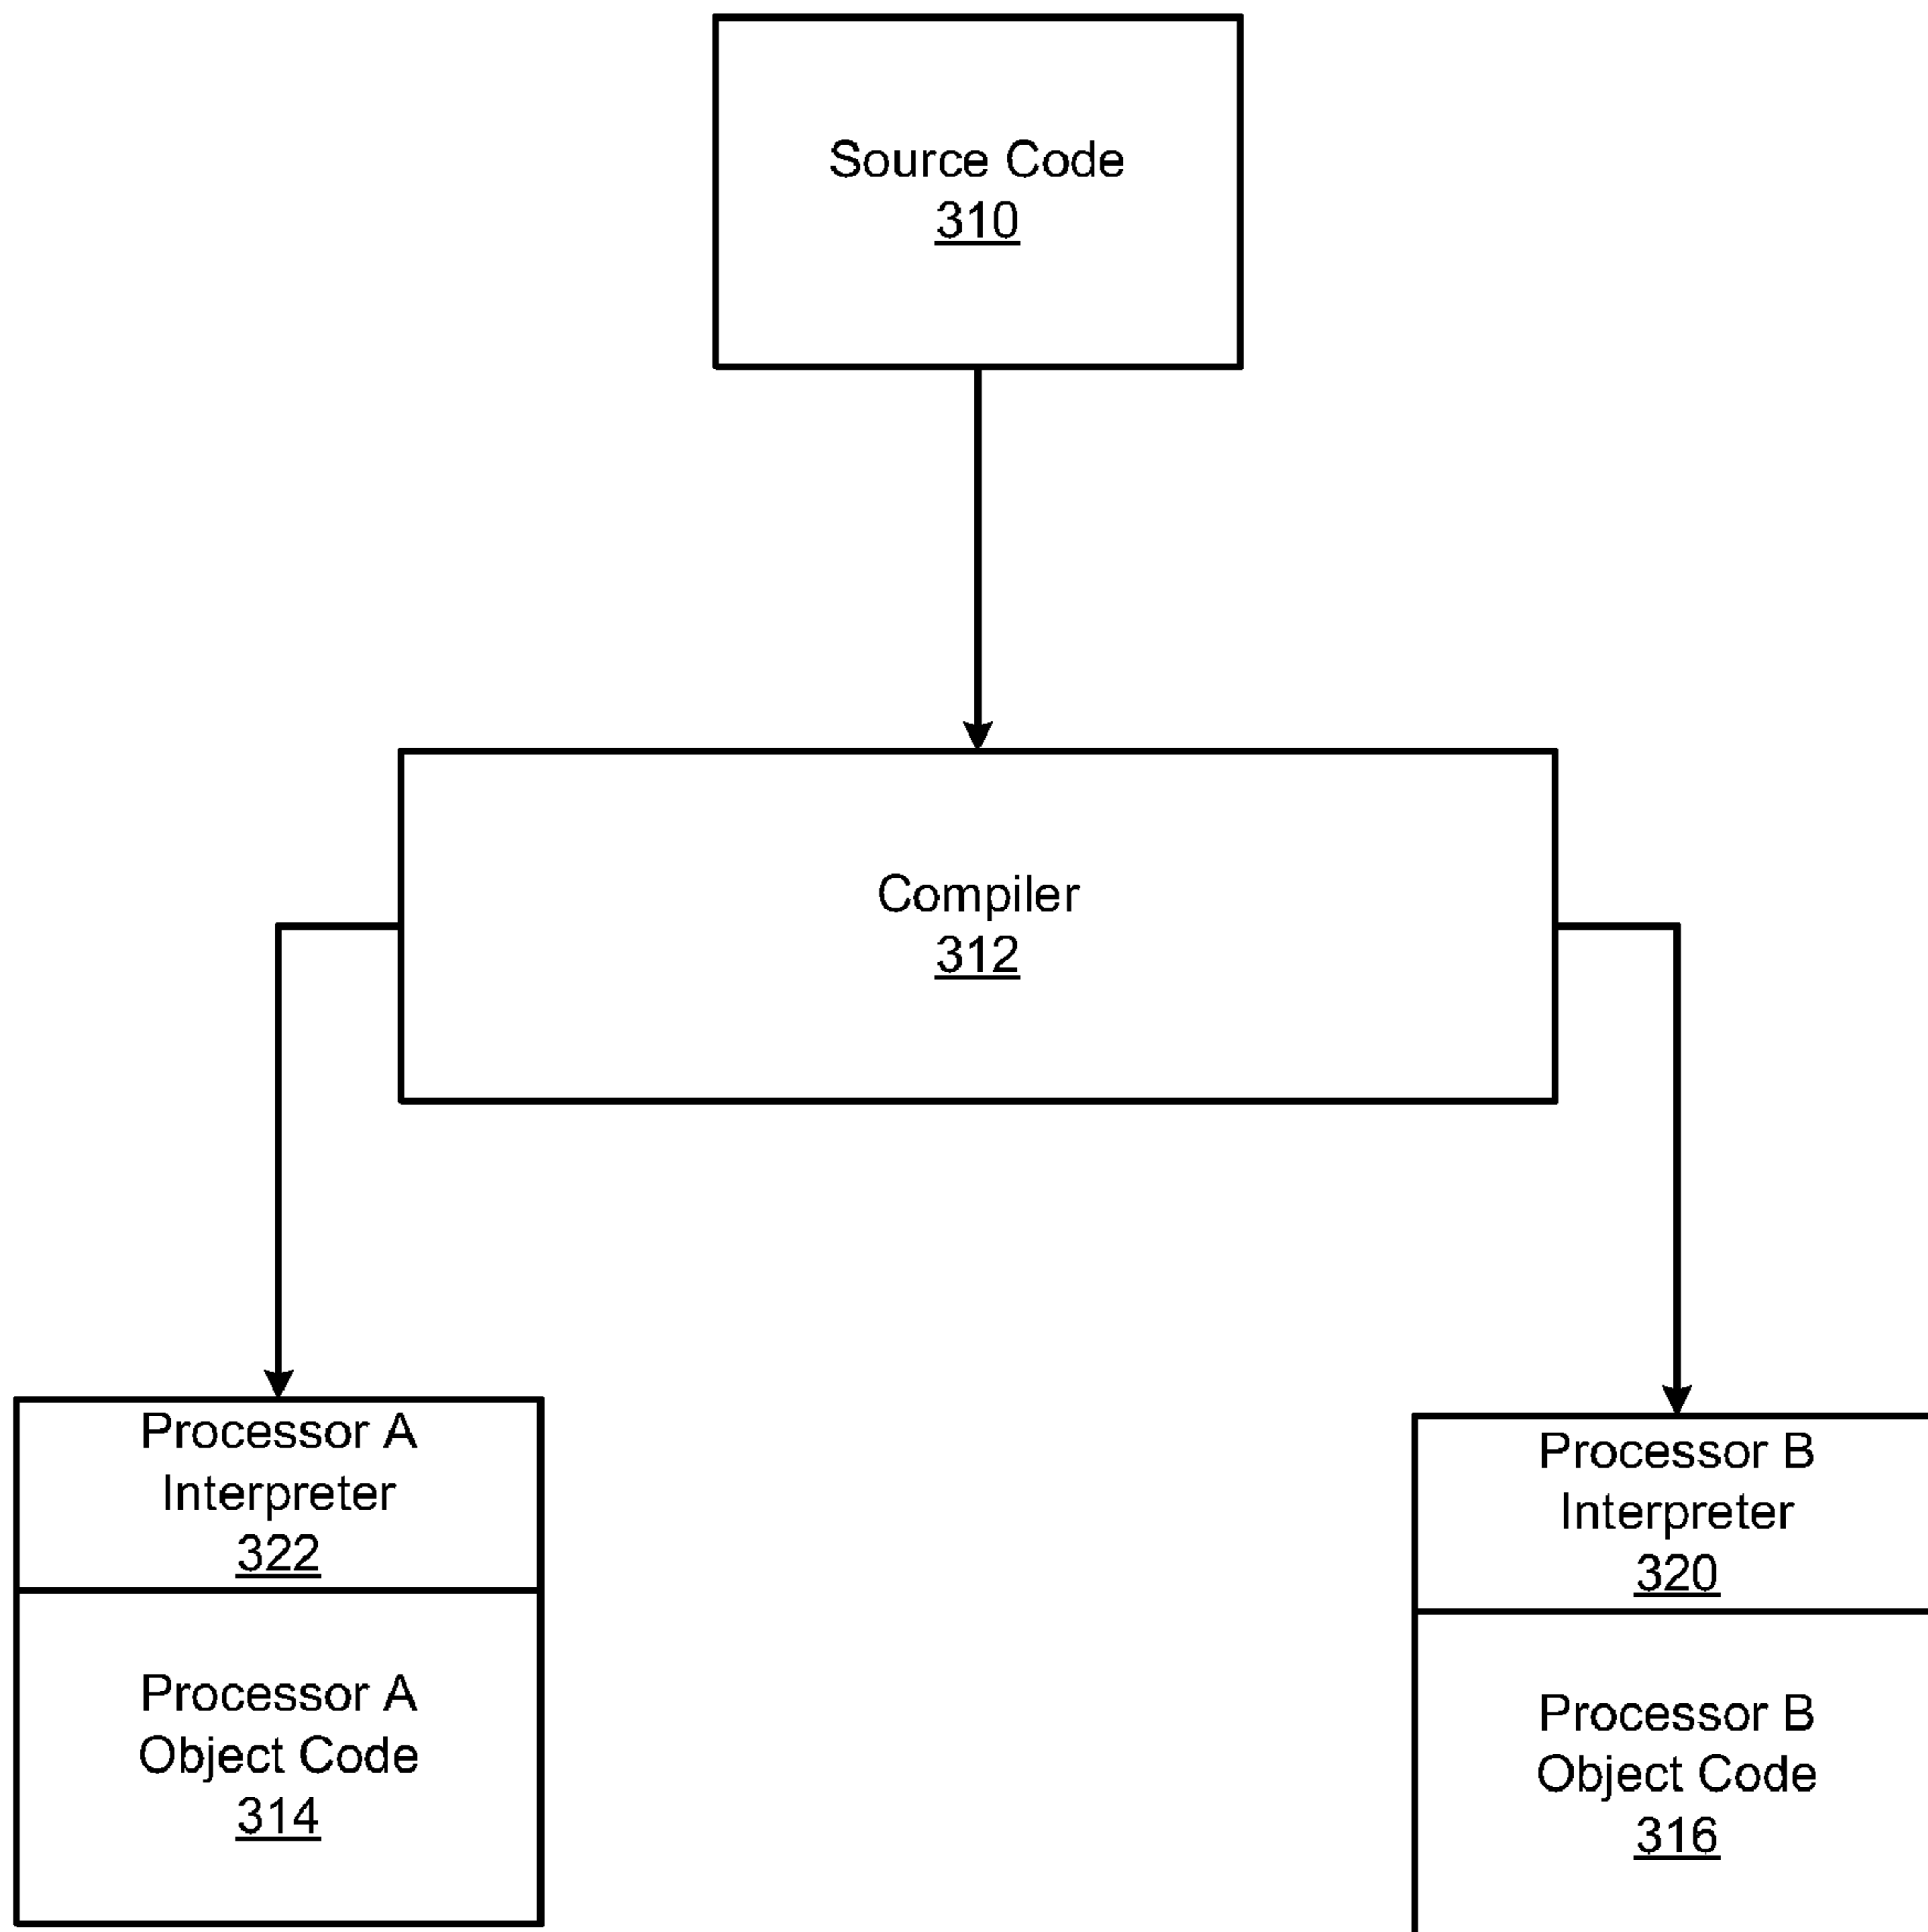 Source Code
310
Compiler
312
Processor A
Interpreter
322
Processor A
Object Code
314
Processor B
Interpreter
320
Processor B
Object Code
316